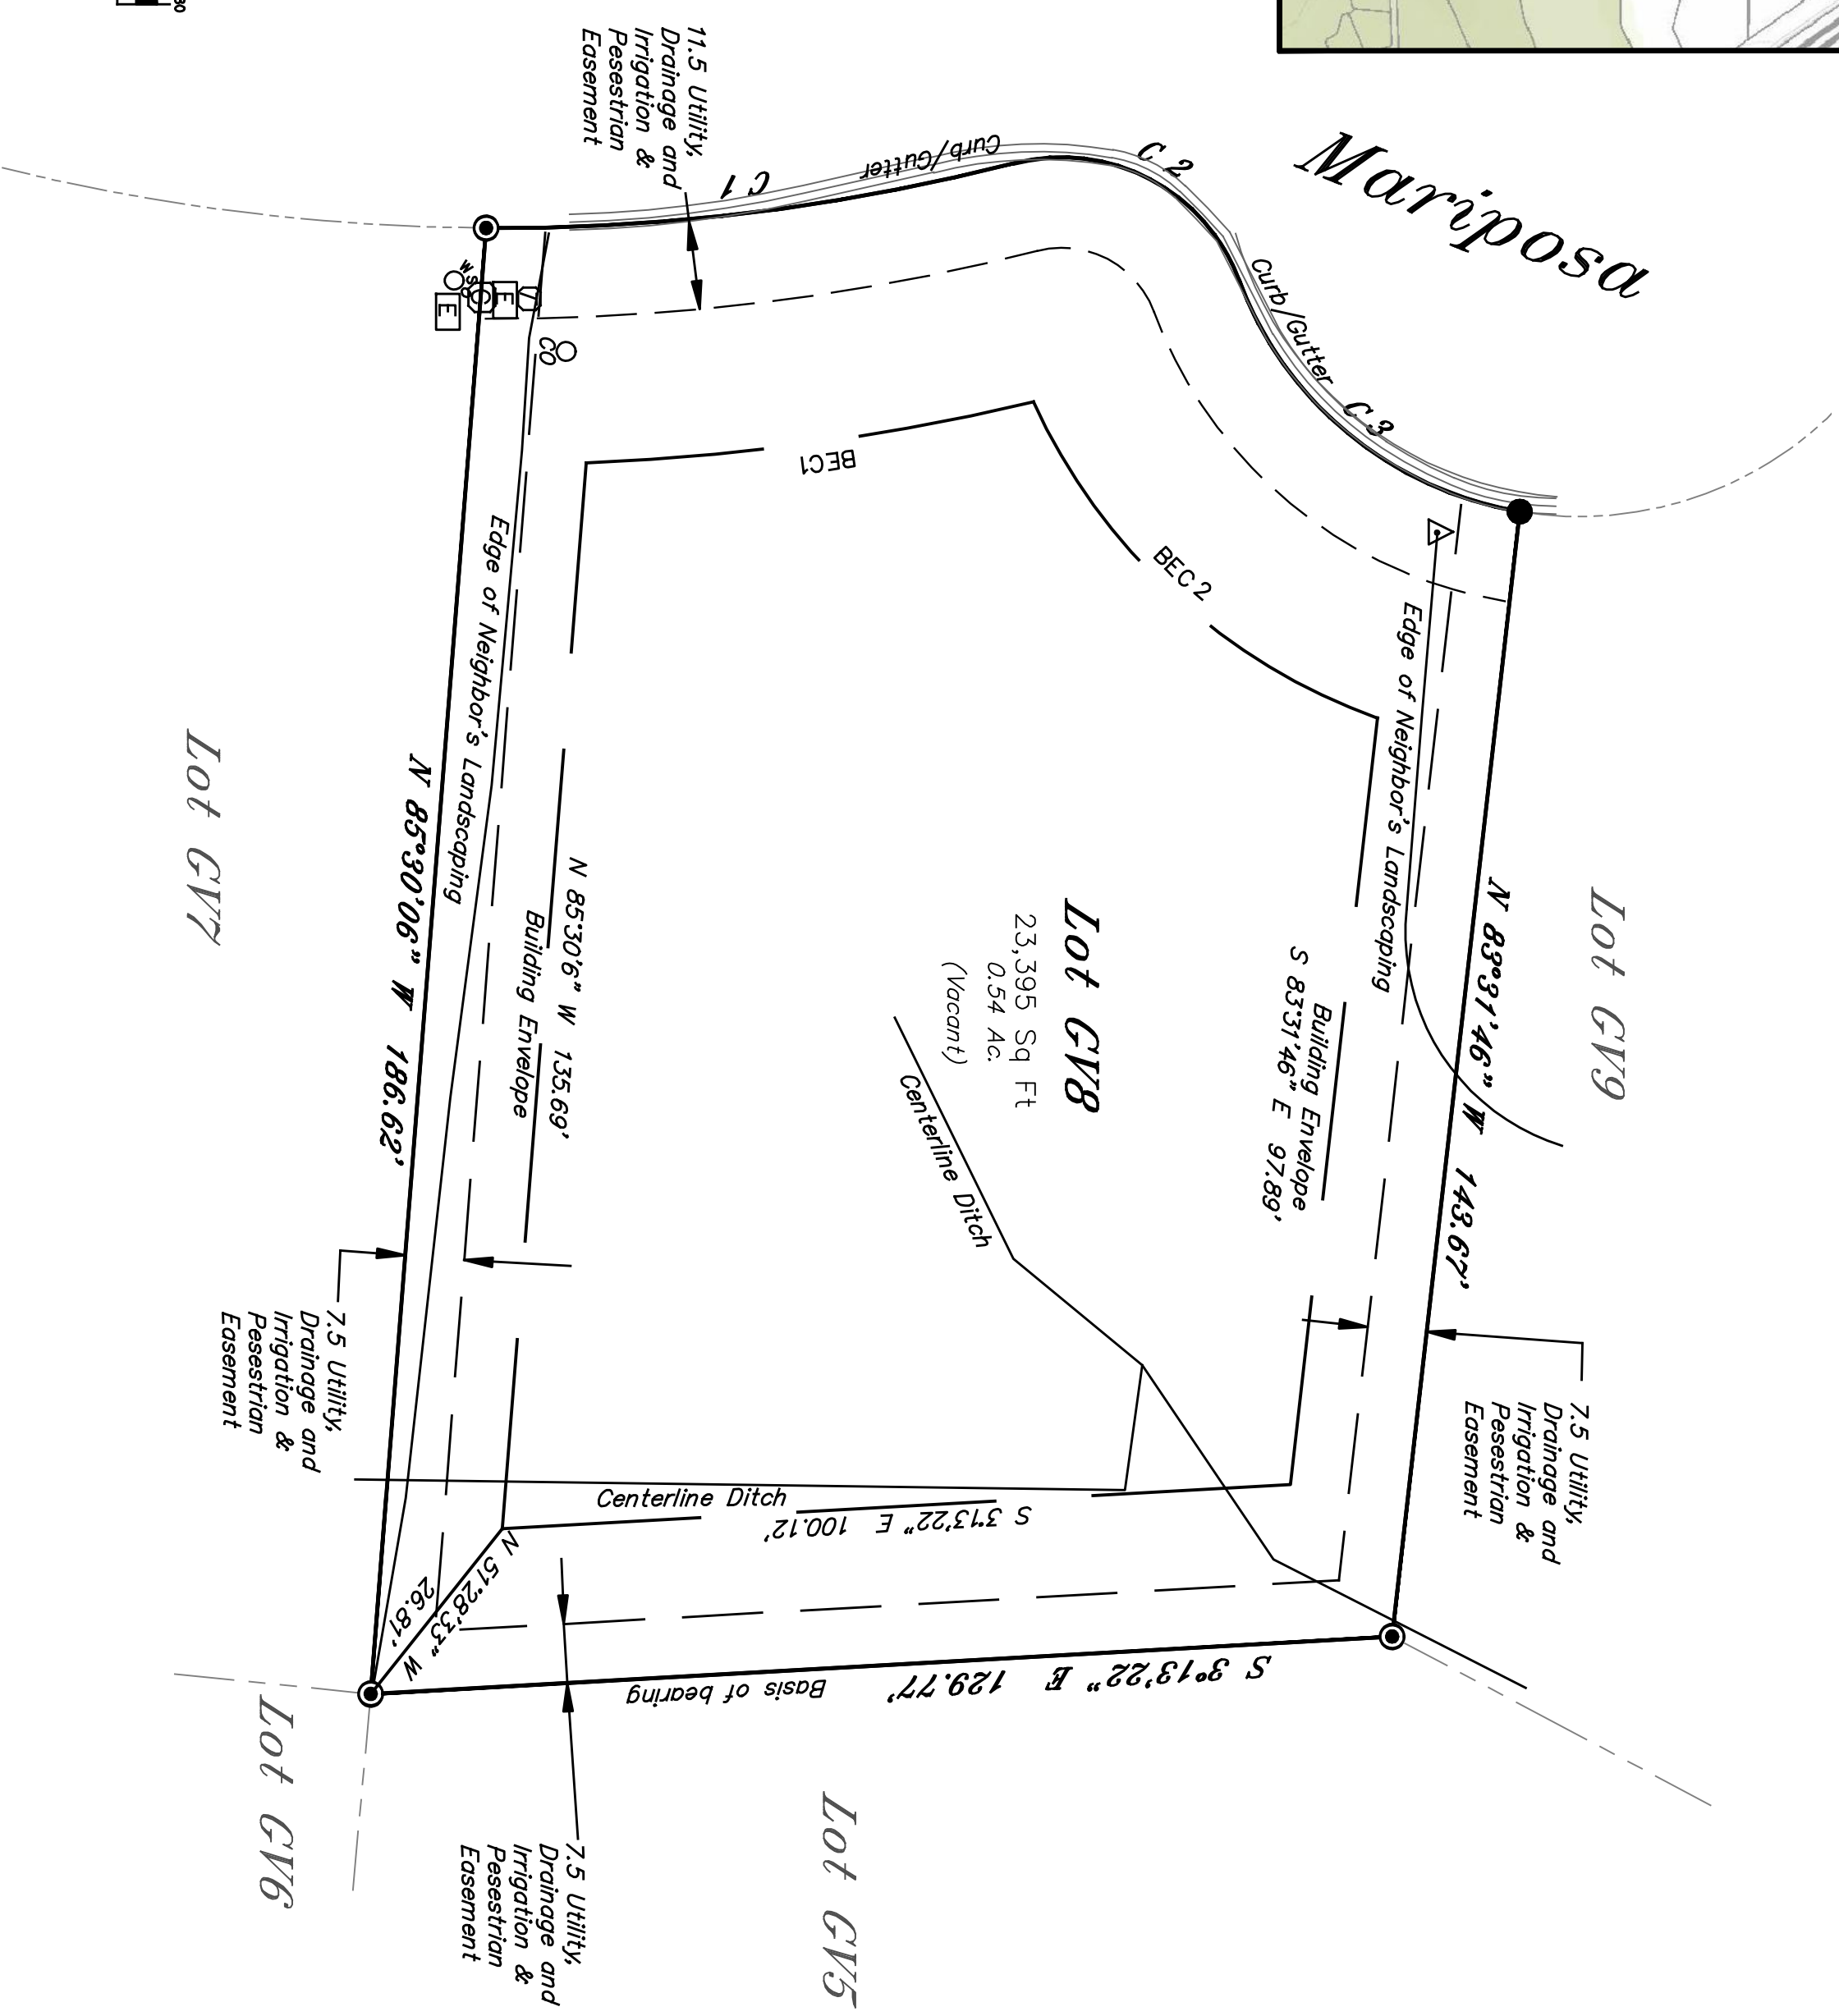 Mariposa
11.5 Utility,
Drainage and
Irrigation &
Pesestrian
Easement
C 1
Curb/Gutter
C 2
Curb/Gutter
C 3
W
C
E
E
CO
BEC1
BEC 2
Edge of Neighbor's Landscaping
Edge of Neighbor's Landscaping
Lot GV7
N 85°30'06" W 186.62'
N 85°30'6" W 135.69'
Building Envelope
Lot GV8
23,395 Sq Ft
0.54 Ac.
(Vacant)
Centerline Ditch
Building Envelope
S 83°31'46" E 97.89'
N 83°31'46" W 143.67'
Lot GV9
7.5 Utility,
Drainage and
Irrigation &
Pesestrian
Easement
7.5 Utility,
Drainage and
Irrigation &
Pesestrian
Easement
Centerline Ditch
S 3°13'22" E 100.12'
N 51°28'33" W
26.81'
S 3°13'22" E 129.77'
Basis of bearing
Lot GV6
7.5 Utility,
Drainage and
Irrigation &
Pesestrian
Easement
Lot GV5